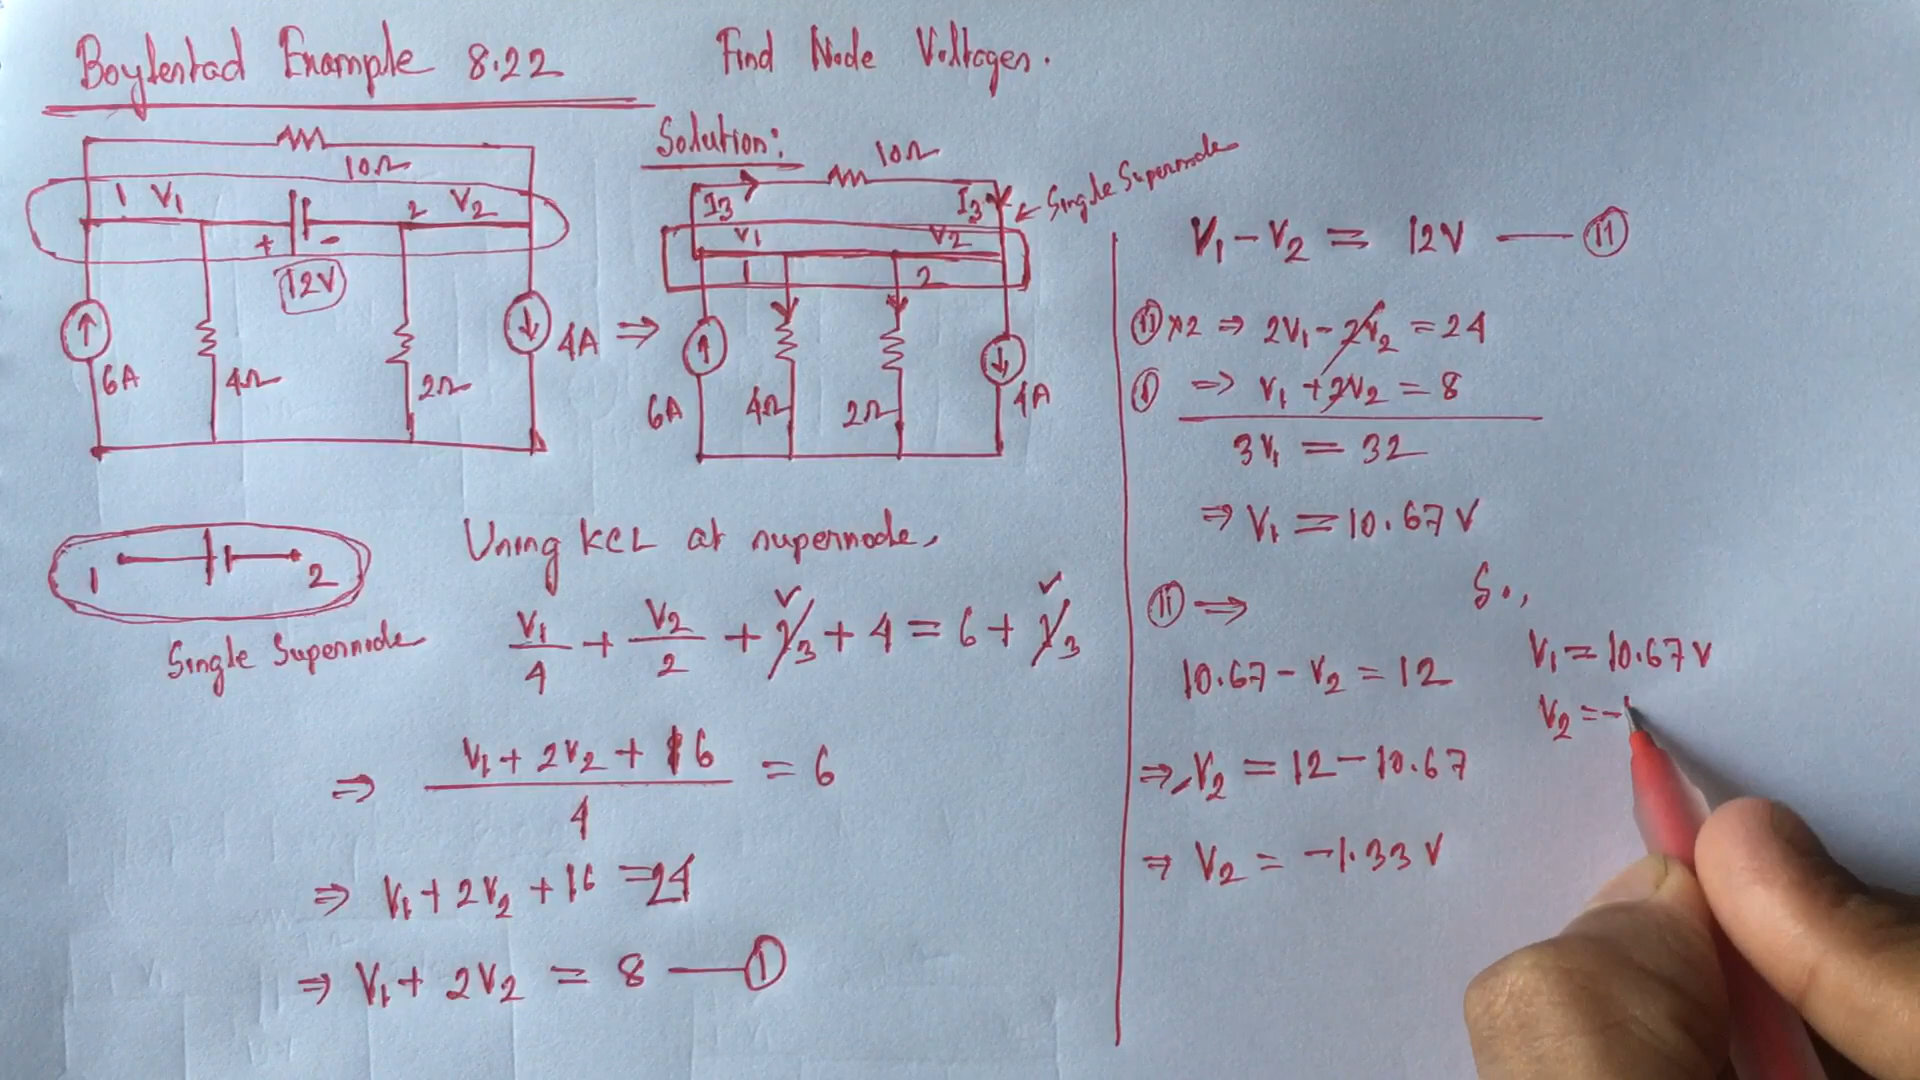 Boylestad Example 8.22
Find Node Voltages.
10Ω
1 V₁
2 V₂
+ -
12V
6A
4Ω
2Ω
4A
⇒
Solution:
10Ω
I₃
I₃
← Single Supernode
V₁
V₂
1
2
6A
4Ω
2Ω
4A
1
2
Single Supernode
Using KCL at supernode,
V₁/4 + V₂/2 + I₃ + 4 = 6 + I₃
⇒ (V₁ + 2V₂ + 16)/4 = 6
⇒ V₁ + 2V₂ + 16 = 24
⇒ V₁ + 2V₂ = 8 — (I)
V₁ - V₂ = 12V — (II)
(II)×2 ⇒ 2V₁ - 2V₂ = 24
(I) ⇒ V₁ + 2V₂ = 8
3V₁ = 32
⇒ V₁ = 10.67 V
(II) ⇒
10.67 - V₂ = 12
⇒ -V₂ = 12 - 10.67
⇒ V₂ = -1.33 V
So,
V₁ = 10.67 V
V₂ = -1